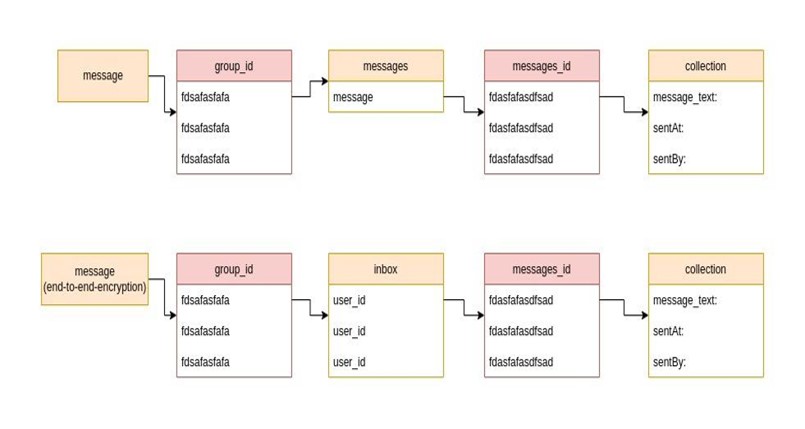 message
group_id
fdsafasfafa
fdsafasfafa
fdsafasfafa
messages
message
messages_id
fdasfafasdfsad
fdasfafasdfsad
fdasfafasdfsad
collection
message_text:
sentAt:
sentBy:
message
(end-to-end-encryption)
group_id
fdsafasfafa
fdsafasfafa
fdsafasfafa
inbox
user_id
user_id
user_id
messages_id
fdasfafasdfsad
fdasfafasdfsad
fdasfafasdfsad
collection
message_text:
sentAt:
sentBy: